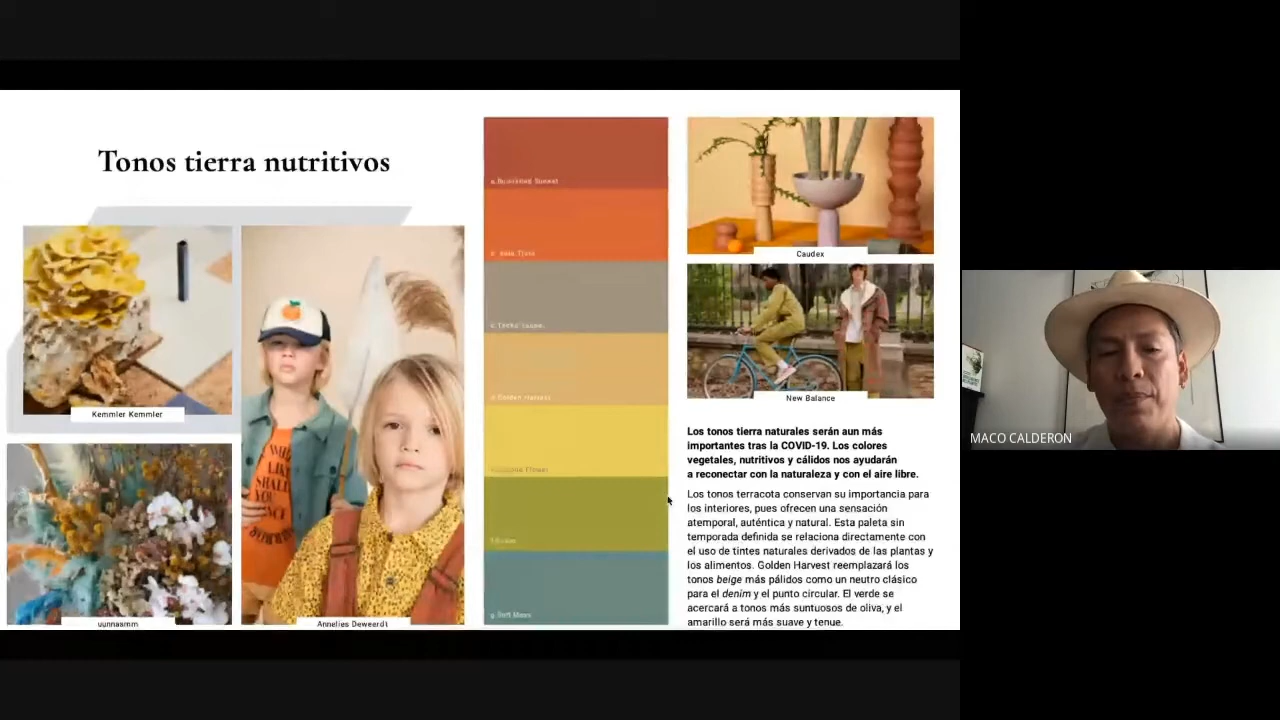 Tonos tierra nutritivos
Kemmler Kemmler
uunnasmm
Annelies Deweerdt
Golden Harvest
Caudex
New Balance
Los tonos tierra naturales serán aun más
importantes tras la COVID-19. Los colores
vegetales, nutritivos y cálidos nos ayudarán
a reconectar con la naturaleza y con el aire libre.
Los tonos terracota conservan su importancia para
los interiores, pues ofrecen una sensación
atemporal, auténtica y natural. Esta paleta sin
temporada definida se relaciona directamente con
el uso de tintes naturales derivados de las plantas y
los alimentos. Golden Harvest reemplazará los
tonos beige más pálidos como un neutro clásico
para el denim y el punto circular. El verde se
acercará a tonos más suntuosos de oliva, y el
amarillo será más suave y tenue.
MACO CALDERON